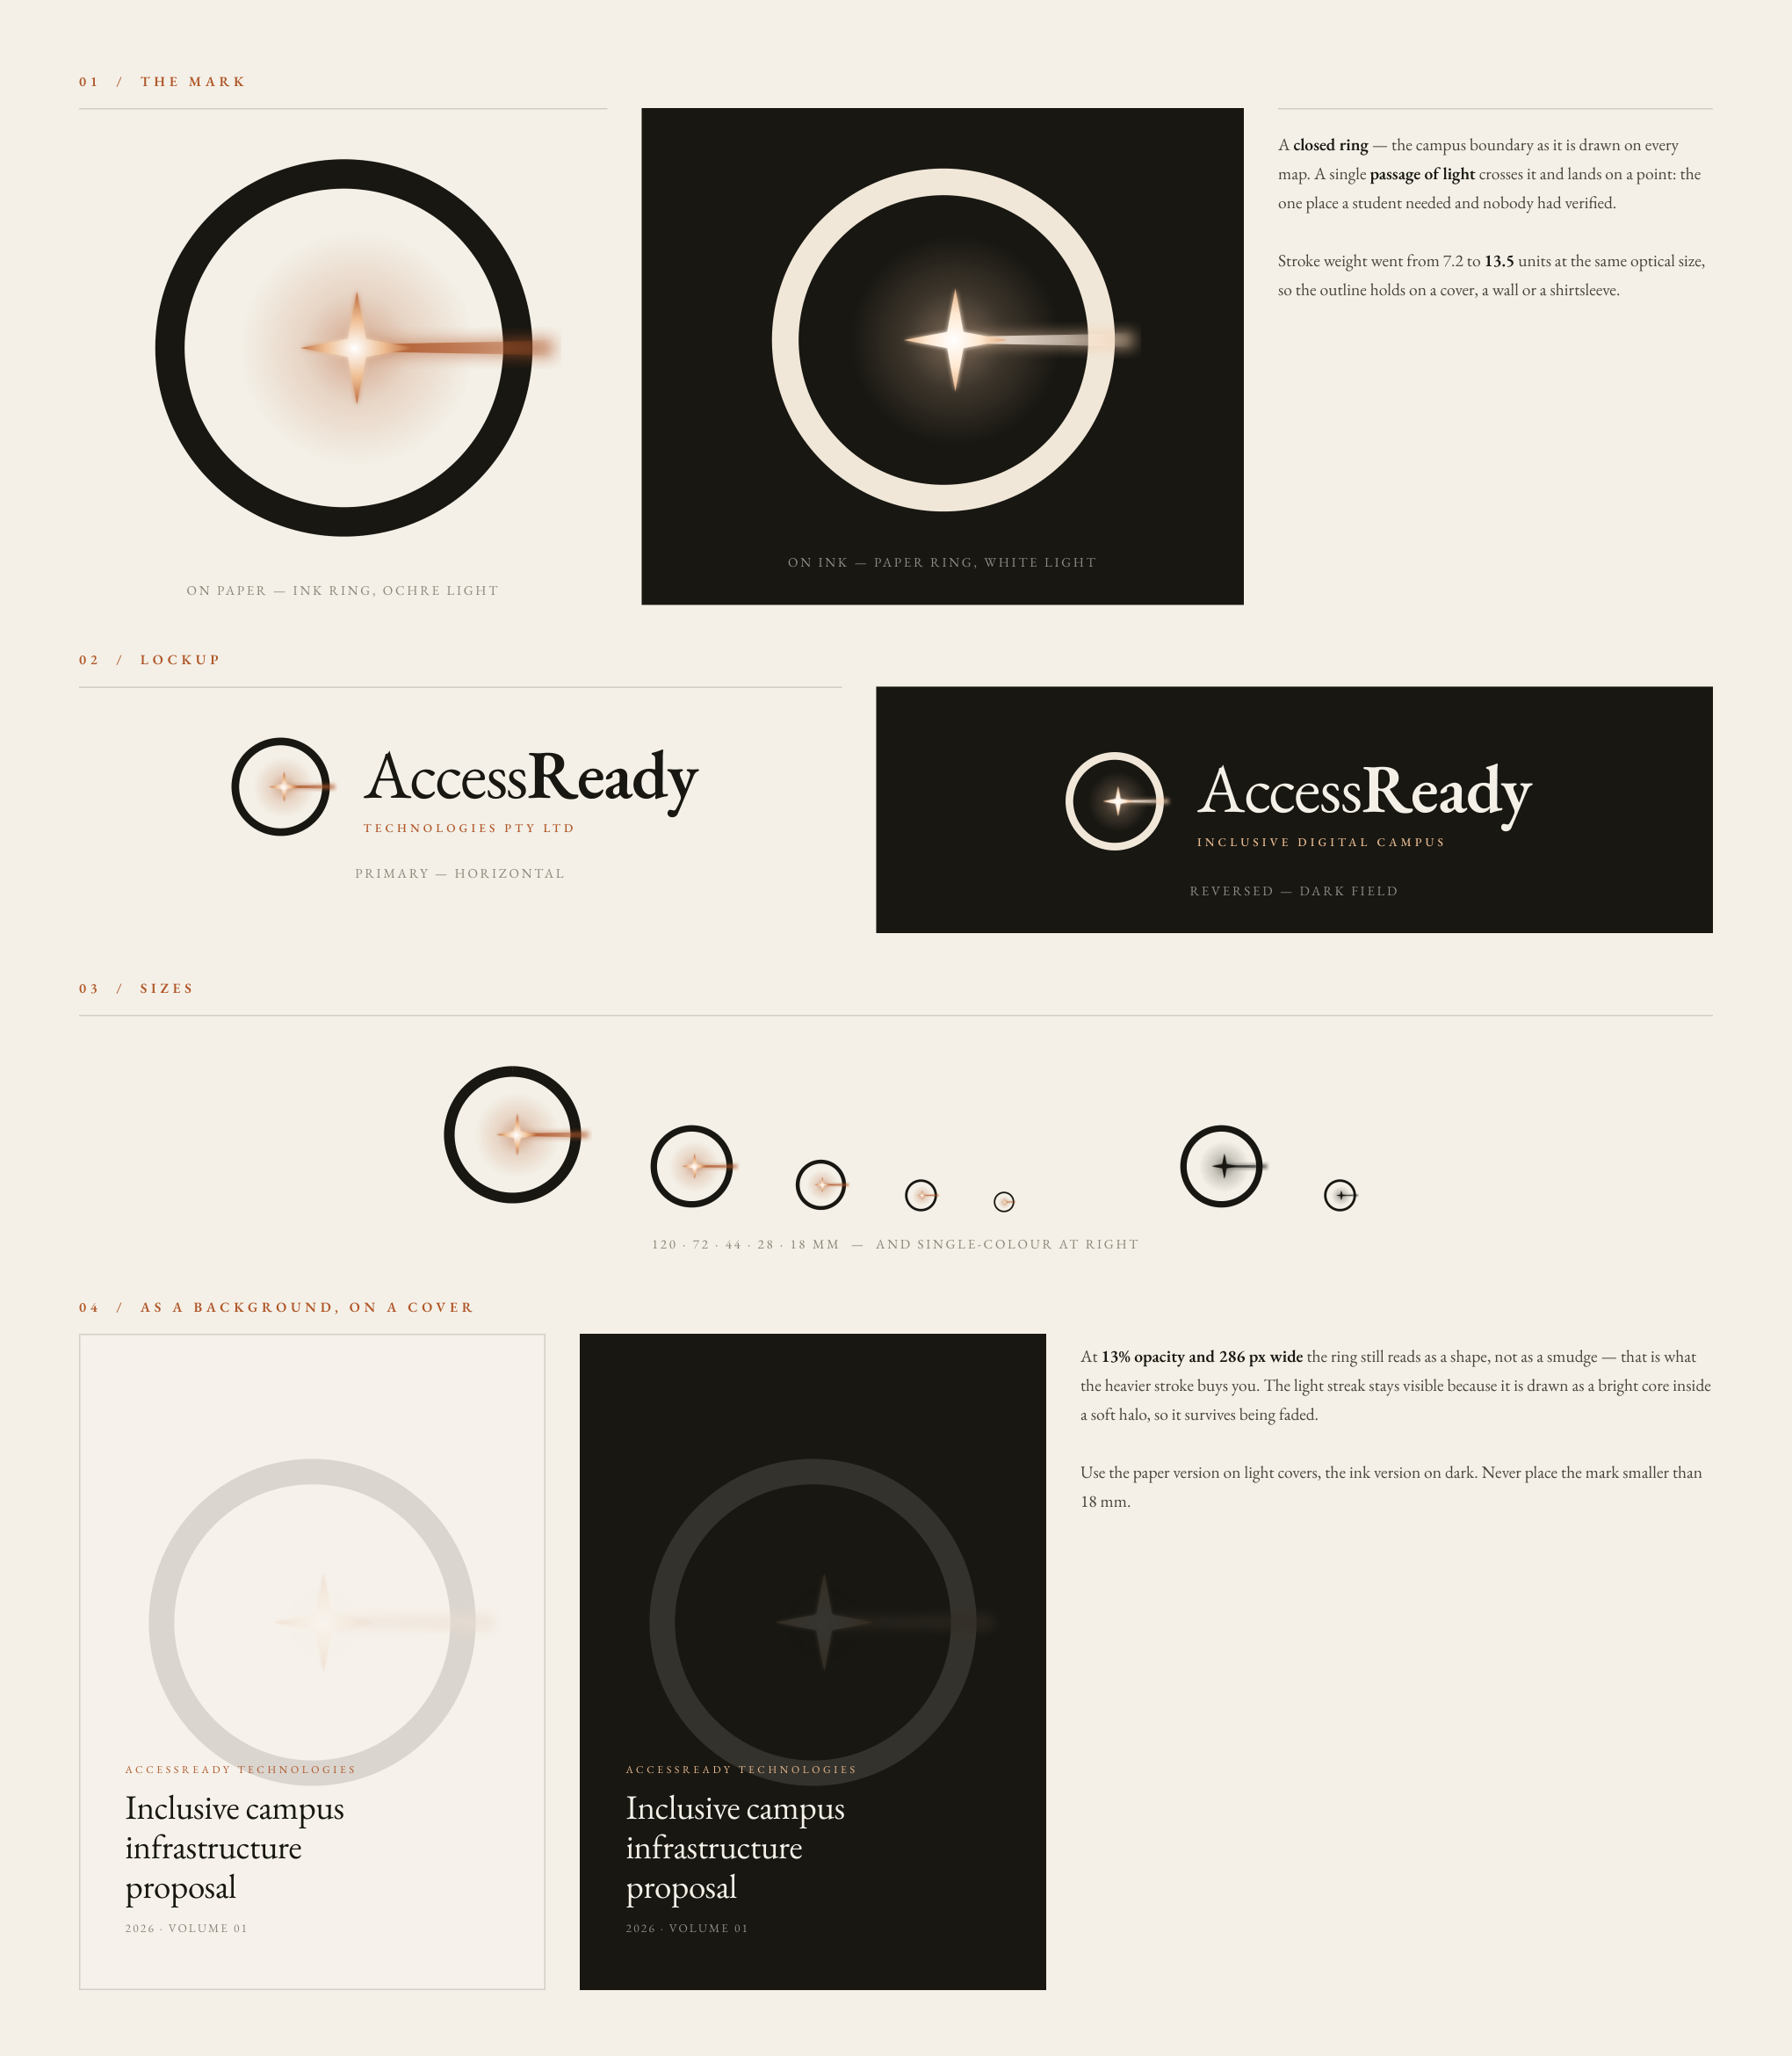 01 / THE MARK
ON PAPER — INK RING, OCHRE LIGHT
ON INK — PAPER RING, WHITE LIGHT
A closed ring — the campus boundary as it is drawn on every
map. A single passage of light crosses it and lands on a point: the
one place a student needed and nobody had verified.
Stroke weight went from 7.2 to 13.5 units at the same optical size,
so the outline holds on a cover, a wall or a shirtsleeve.
02 / LOCKUP
AccessReady
TECHNOLOGIES PTY LTD
PRIMARY — HORIZONTAL
AccessReady
INCLUSIVE DIGITAL CAMPUS
REVERSED — DARK FIELD
03 / SIZES
120 · 72 · 44 · 28 · 18 MM — AND SINGLE-COLOUR AT RIGHT
04 / AS A BACKGROUND, ON A COVER
ACCESSREADY TECHNOLOGIES
Inclusive campus
infrastructure
proposal
2026 · VOLUME 01
ACCESSREADY TECHNOLOGIES
Inclusive campus
infrastructure
proposal
2026 · VOLUME 01
At 13% opacity and 286 px wide the ring still reads as a shape, not as a smudge — that is what
the heavier stroke buys you. The light streak stays visible because it is drawn as a bright core inside
a soft halo, so it survives being faded.
Use the paper version on light covers, the ink version on dark. Never place the mark smaller than
18 mm.